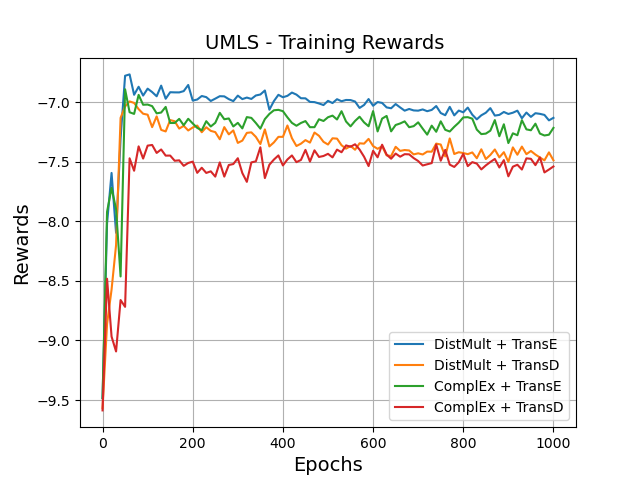 UMLS - Training Rewards
Rewards
−7.0
−7.5
−8.0
−8.5
−9.0
−9.5
0
200
400
600
800
1000
Epochs
DistMult + TransE
DistMult + TransD
ComplEx + TransE
ComplEx + TransD